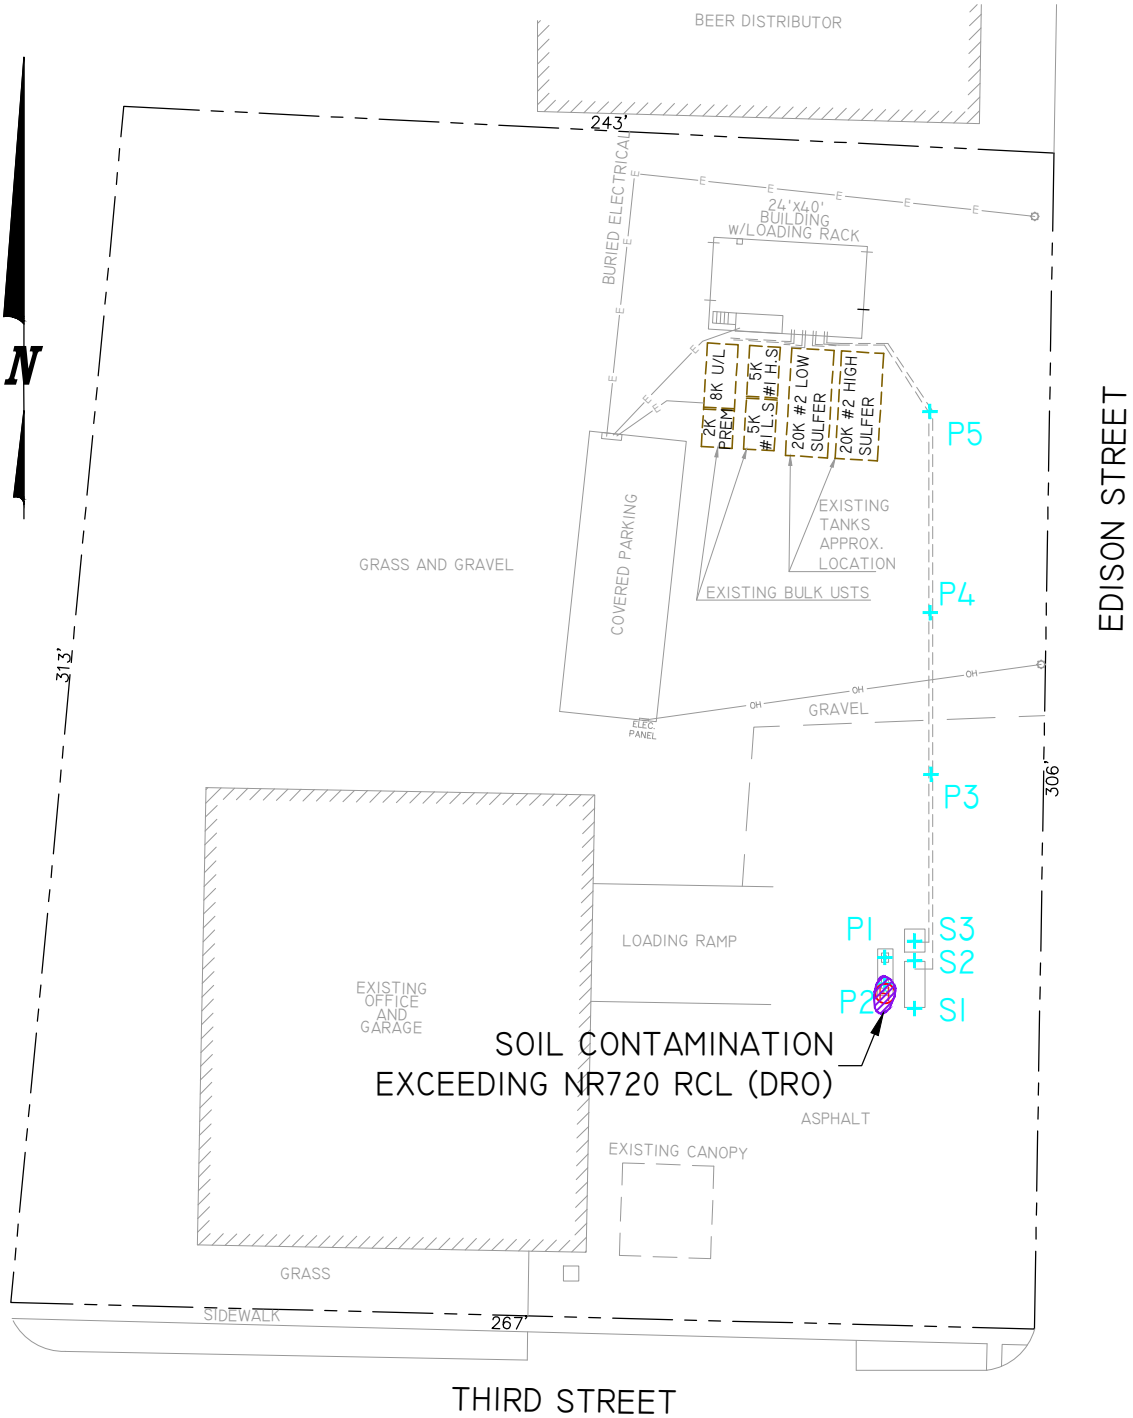 BEER DISTRIBUTOR
243'
BURIED ELECTRICAL
E
E
E
E
E
E
24'X40'
BUILDING
W/LOADING RACK
E
E
E
E
E
E
N
8K U/L
5K
#1 H.S
20K #2 LOW
SULFER
20K #2 HIGH
SULFER
2K
PREM
5K
#1 L.S
P5
EDISON STREET
EXISTING
TANKS
APPROX.
LOCATION
EXISTING BULK USTS
COVERED PARKING
GRASS AND GRAVEL
P4
313'
OH
OH
OH
GRAVEL
ELEC.
PANEL
306'
P3
P1
S3
S2
LOADING RAMP
P2
S1
EXISTING
OFFICE
AND
GARAGE
SOIL CONTAMINATION
EXCEEDING NR720 RCL (DRO)
ASPHALT
EXISTING CANOPY
GRASS
SIDEWALK
267'
THIRD STREET